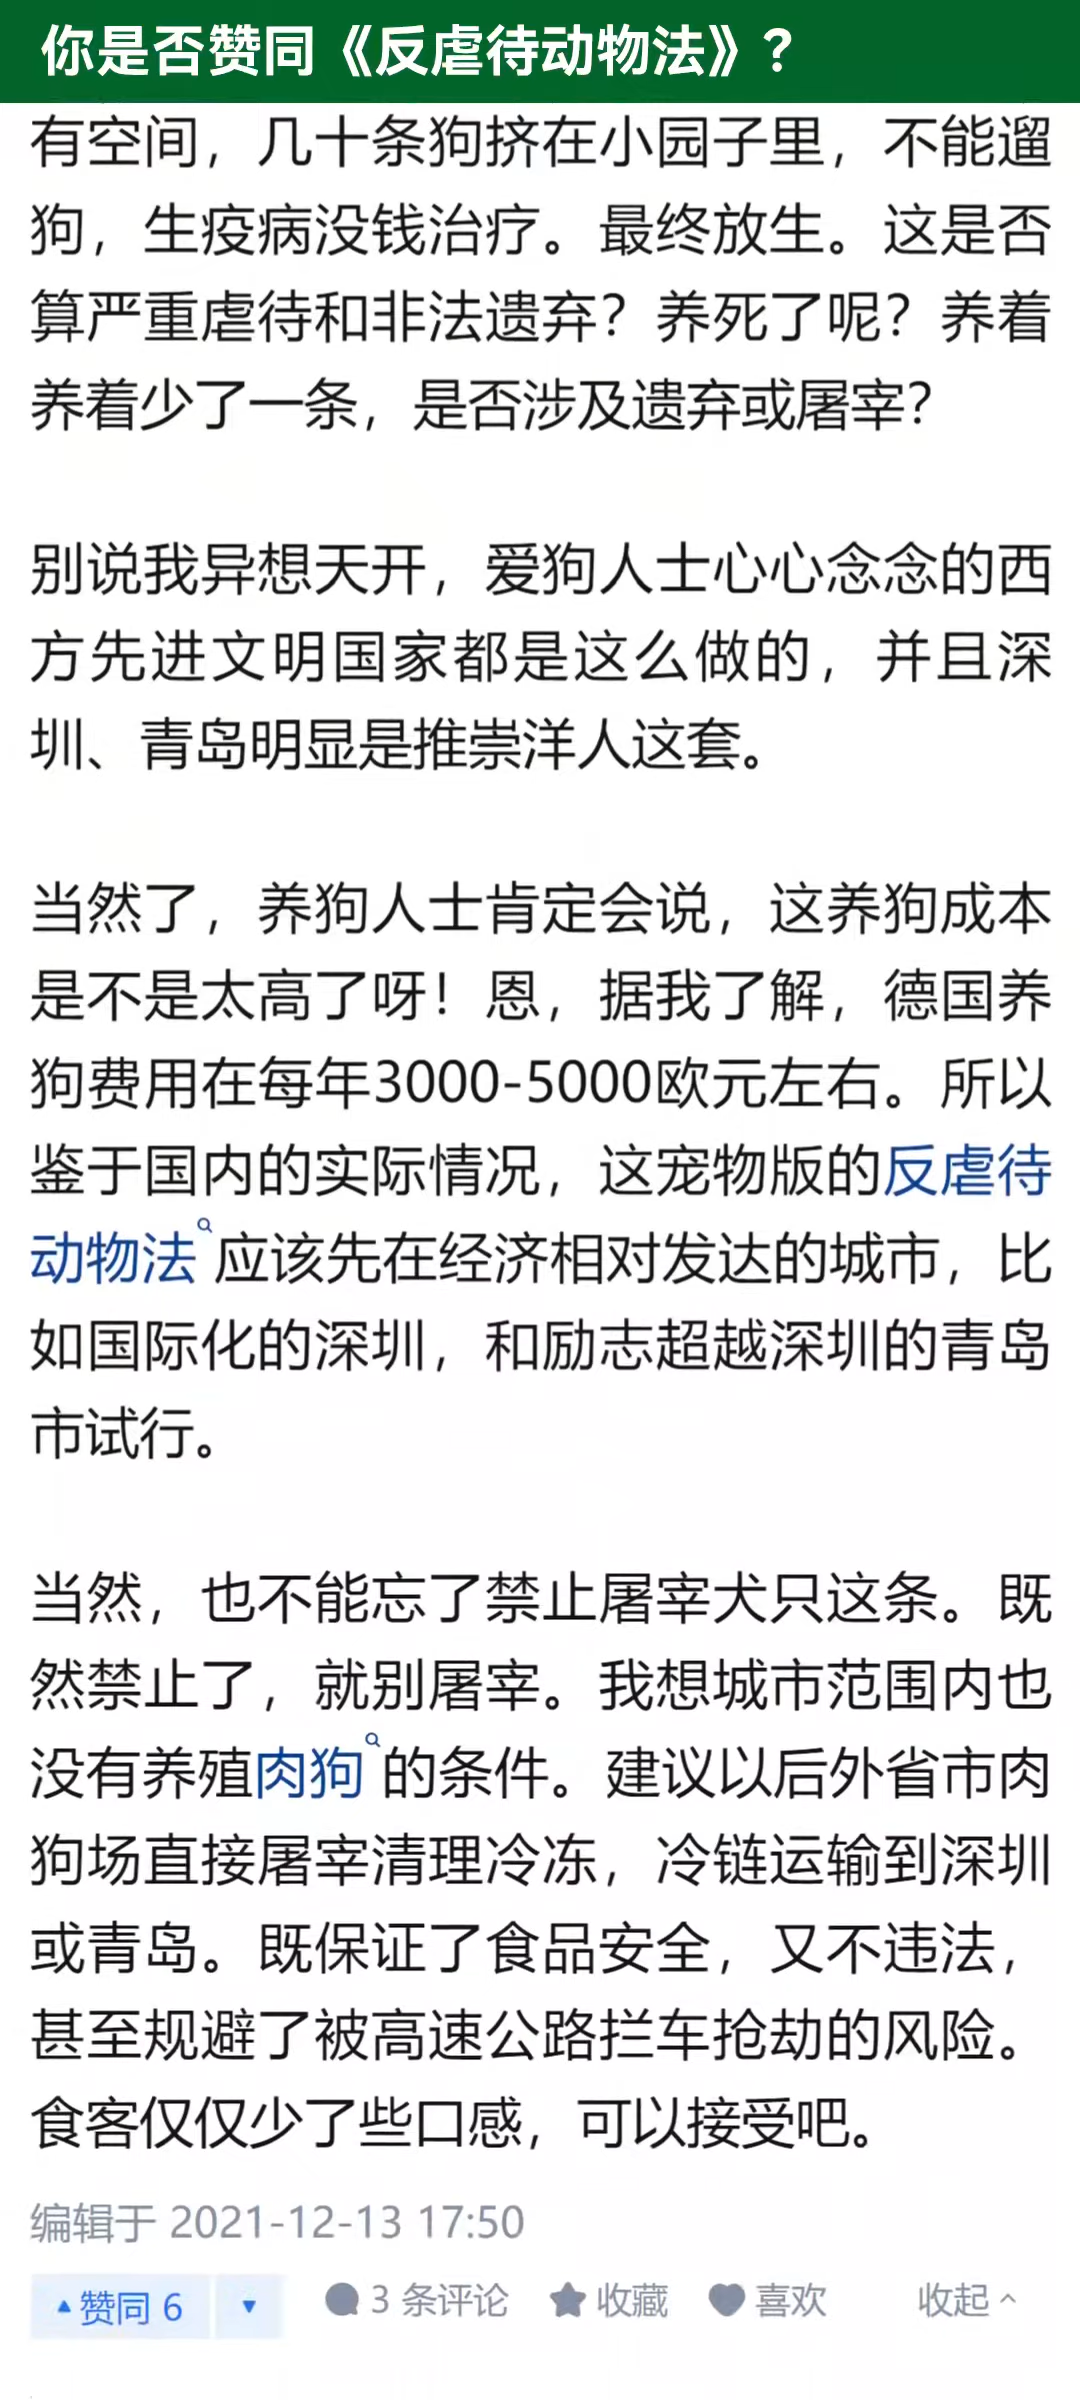 你是否赞同《反虐待动物法》?
有空间，几十条狗挤在小园子里，不能遛
狗，生疫病没钱治疗。最终放生。这是否
算严重虐待和非法遗弃？养死了呢？养着
养着少了一条，是否涉及遗弃或屠宰？
别说我异想天开，爱狗人士心心念念的西
方先进文明国家都是这么做的，并且深
圳、青岛明显是推崇洋人这套。
当然了，养狗人士肯定会说，这养狗成本
是不是太高了呀！恩，据我了解，德国养
狗费用在每年3000-5000欧元左右。所以
鉴于国内的实际情况，这宠物版的反虐待
动物法应该先在经济相对发达的城市，比
如国际化的深圳，和励志超越深圳的青岛
市试行。
当然，也不能忘了禁止屠宰犬只这条。既
然禁止了，就别屠宰。我想城市范围内也
没有养殖肉狗的条件。建议以后外省市肉
狗场直接屠宰清理冷冻，冷链运输到深圳
或青岛。既保证了食品安全，又不违法，
甚至规避了被高速公路拦车抢劫的风险。
食客仅仅少了些口感，可以接受吧。
编辑于 2021-12-13 17:50
赞同 6 3 条评论 收藏 喜欢 收起